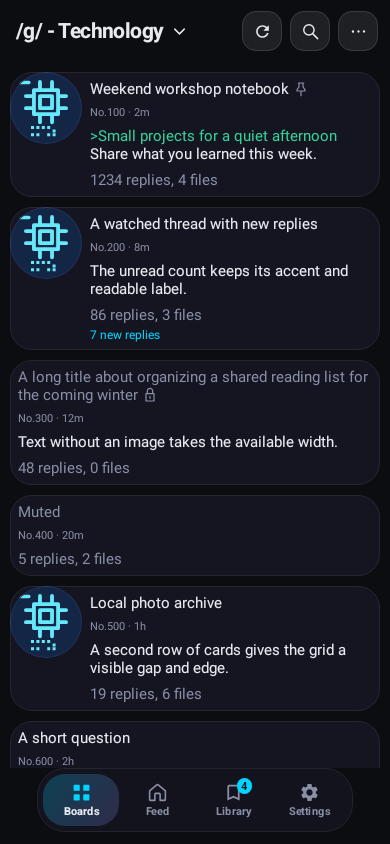 /g/ - Technology
Weekend workshop notebook
No.100 · 2m
>Small projects for a quiet afternoon
Share what you learned this week.
1234 replies, 4 files
A watched thread with new replies
No.200 · 8m
The unread count keeps its accent and
readable label.
86 replies, 3 files
7 new replies
A long title about organizing a shared reading list for
the coming winter
No.300 · 12m
Text without an image takes the available width.
48 replies, 0 files
Muted
No.400 · 20m
5 replies, 2 files
Local photo archive
No.500 · 1h
A second row of cards gives the grid a
visible gap and edge.
19 replies, 6 files
A short question
No.600 · 2h
4
Boards Feed Library Settings